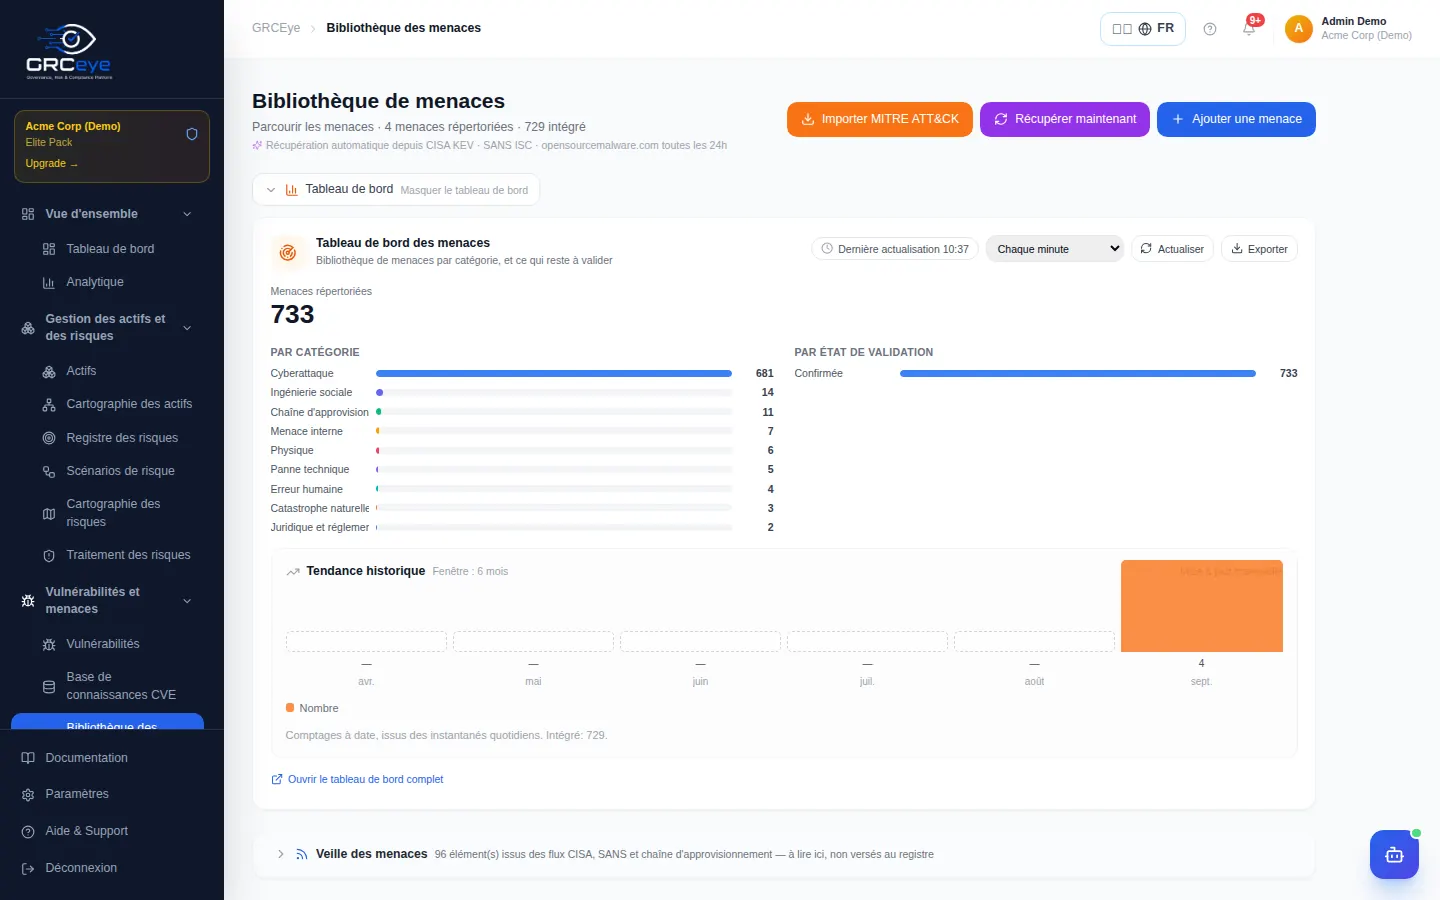 GRCeye
Governance, Risk & Compliance Platform
Acme Corp (Demo)
Elite Pack
Upgrade →
Vue d'ensemble
Tableau de bord
Analytique
Gestion des actifs et
des risques
Actifs
Cartographie des actifs
Registre des risques
Scénarios de risque
Cartographie des
risques
Traitement des risques
Vulnérabilités et
menaces
Vulnérabilités
Base de
connaissances CVE
Bibliothèque des
Documentation
Paramètres
Aide & Support
Déconnexion
GRCEye
Bibliothèque des menaces
FR
9+
A
Admin Demo
Acme Corp (Demo)
Bibliothèque de menaces
Parcourir les menaces · 4 menaces répertoriées · 729 intégré
Récupération automatique depuis CISA KEV · SANS ISC · opensourcemalware.com toutes les 24h
Importer MITRE ATT&CK
Récupérer maintenant
Ajouter une menace
Tableau de bord Masquer le tableau de bord
Tableau de bord des menaces
Bibliothèque de menaces par catégorie, et ce qui reste à valider
Dernière actualisation 10:37
Chaque minute
Actualiser
Exporter
Menaces répertoriées
733
PAR CATÉGORIE
Cyberattaque 681
Ingénierie sociale 14
Chaîne d'approvision 11
Menace interne 7
Physique 6
Panne technique 5
Erreur humaine 4
Catastrophe naturelle 3
Juridique et réglemer 2
PAR ÉTAT DE VALIDATION
Confirmée 733
Tendance historique Fenêtre : 6 mois
— — — — — 4
avr. mai juin juil. août sept.
Nombre
Comptages à date, issus des instantanés quotidiens. Intégré: 729.
Ouvrir le tableau de bord complet
Veille des menaces 96 élément(s) issus des flux CISA, SANS et chaîne d'approvisionnement — à lire ici, non versés au registre